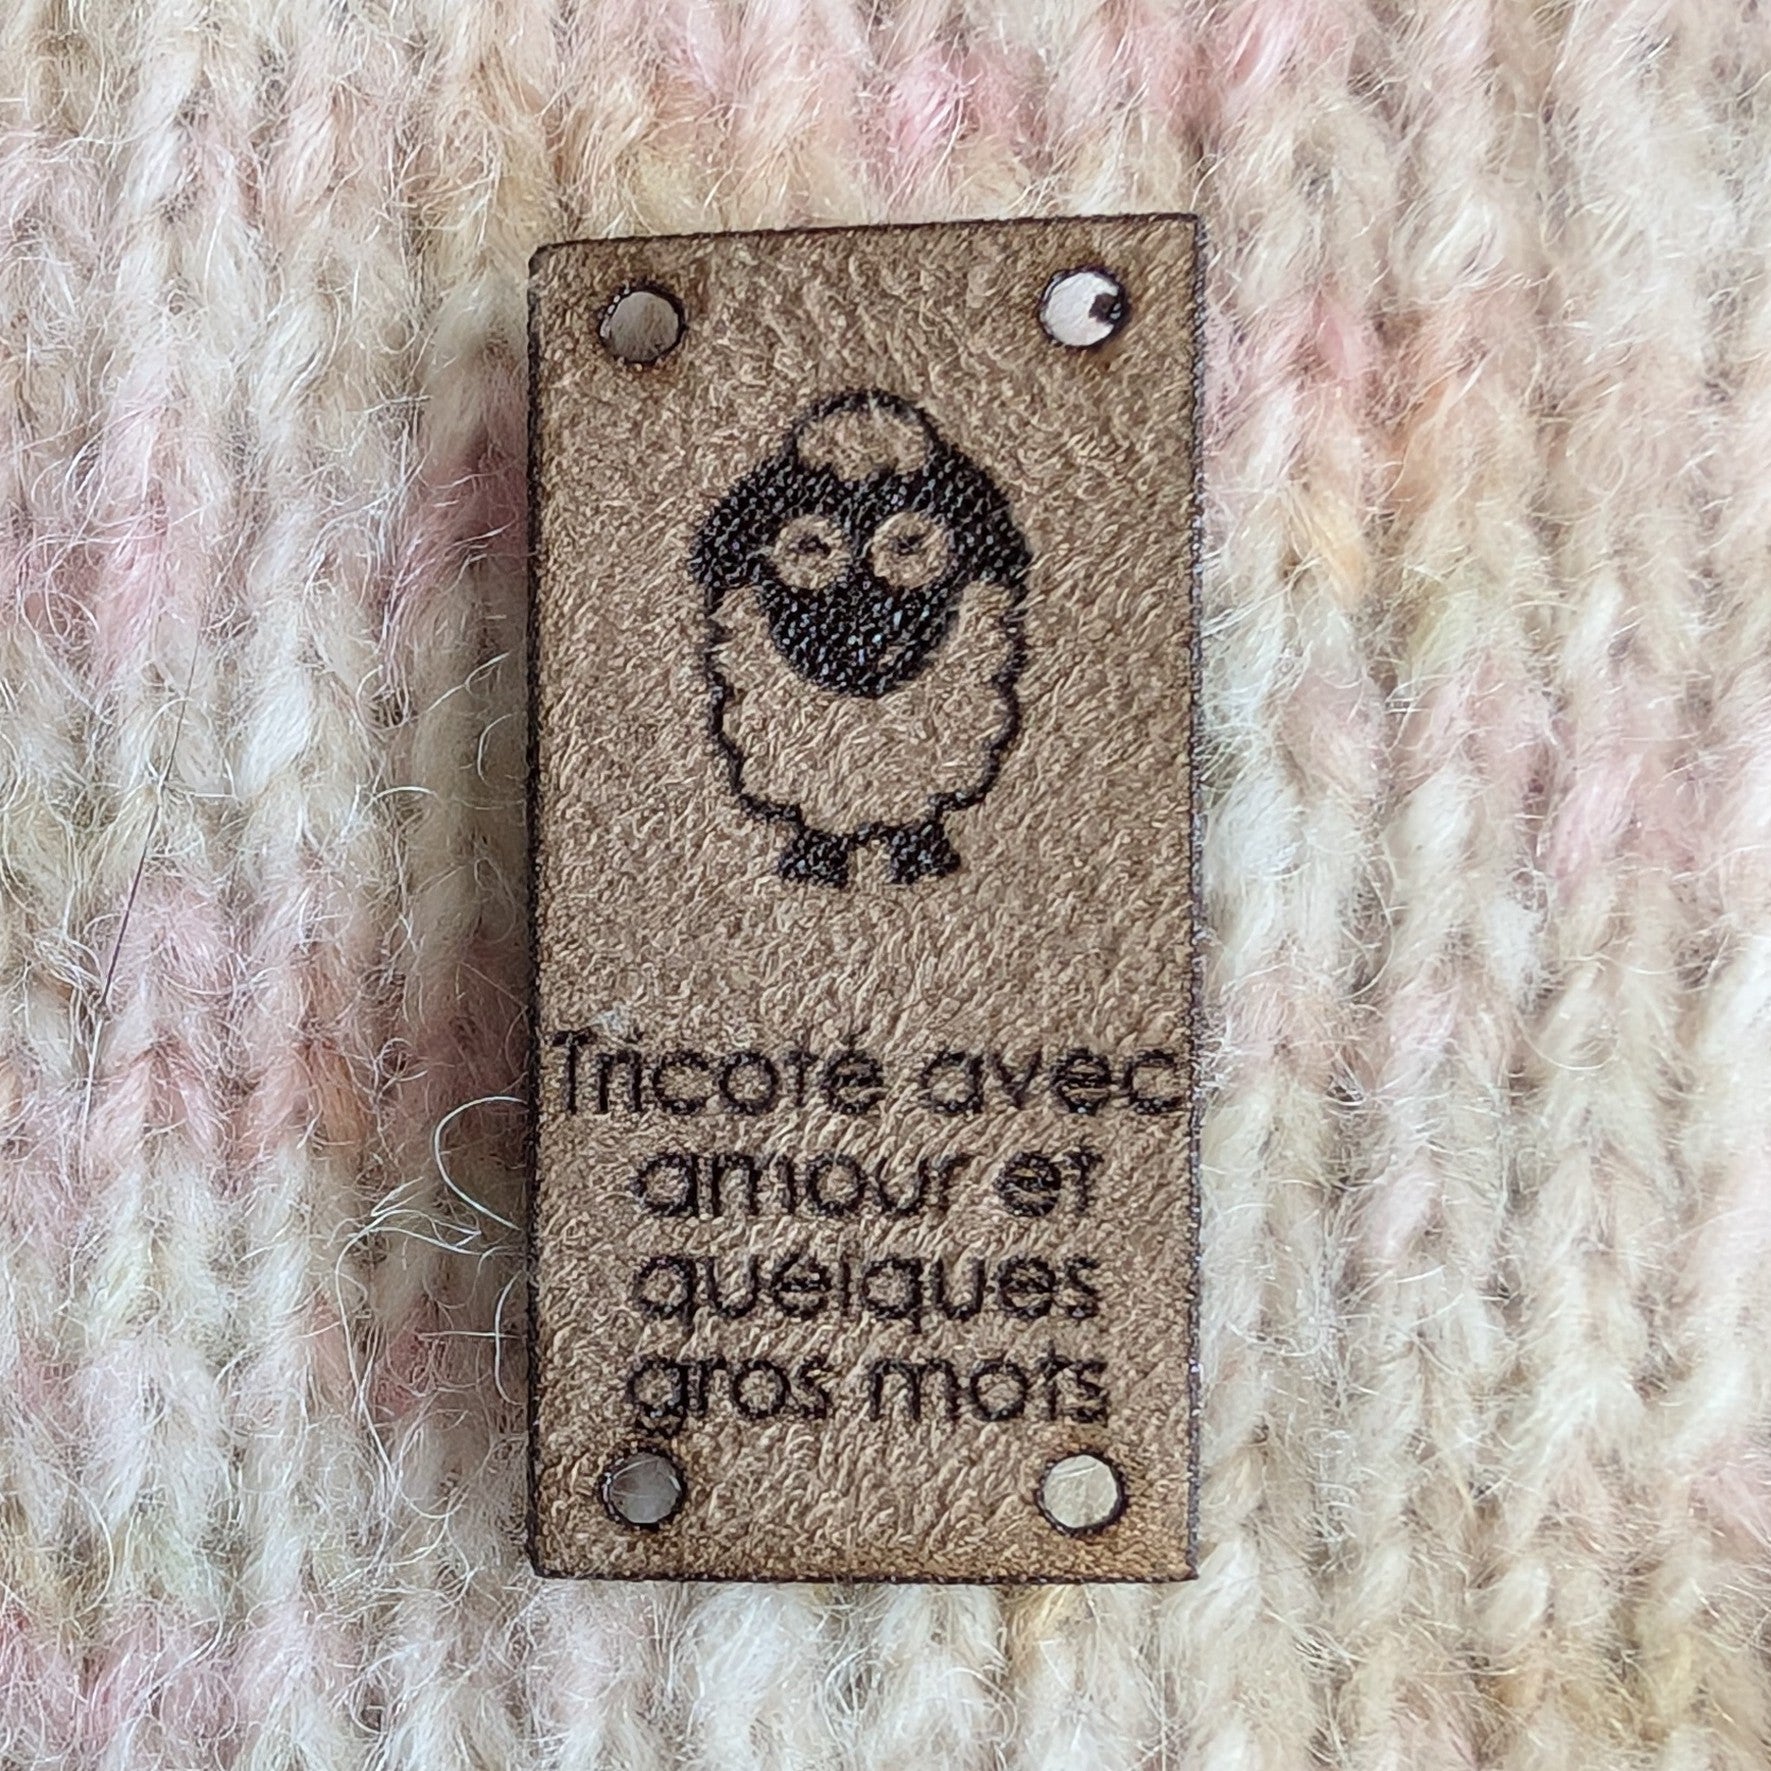 Tricoté avec
amour et
quelques
gros mots